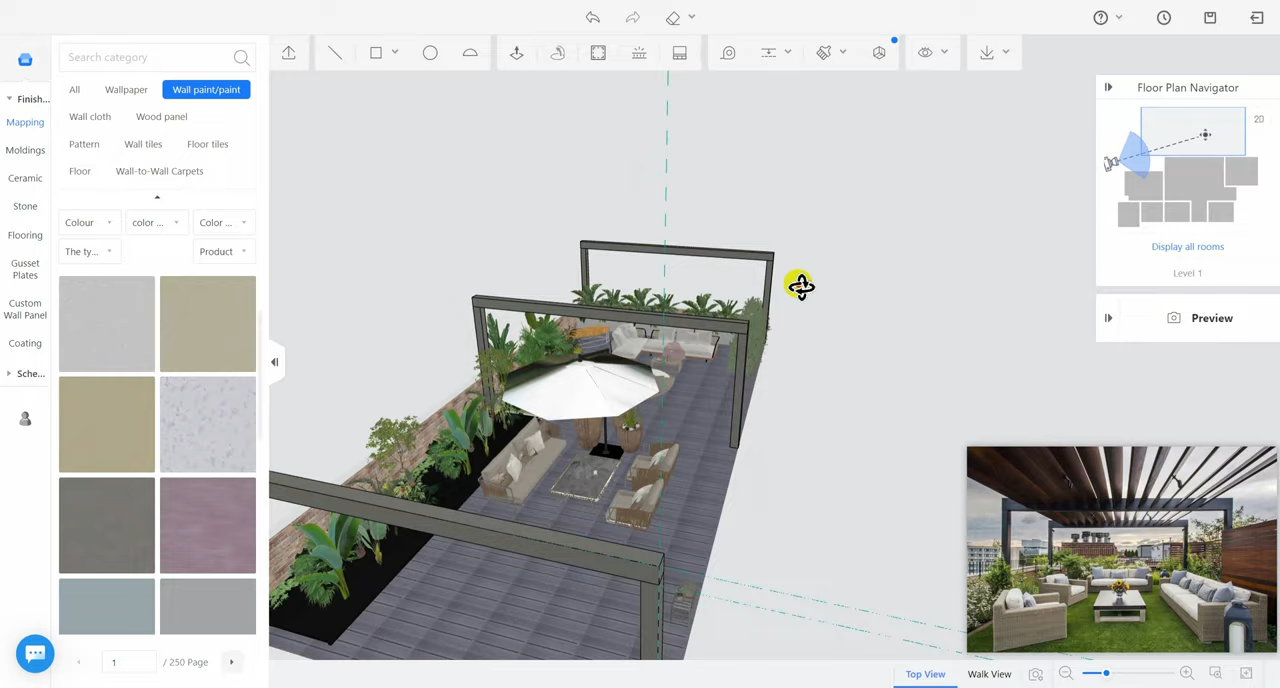 Search category
All Wallpaper Wall paint/paint
Wall cloth Wood panel
Pattern Wall tiles Floor tiles
Floor Wall-to-Wall Carpets
Colour color ... Color ...
The ty... Product
1 / 250 Page
Finish...
Mapping
Moldings
Ceramic
Stone
Flooring
Gusset
Plates
Custom
Wall Panel
Coating
Sche...
Floor Plan Navigator
2D
Display all rooms
Level 1
Preview
Top View Walk View